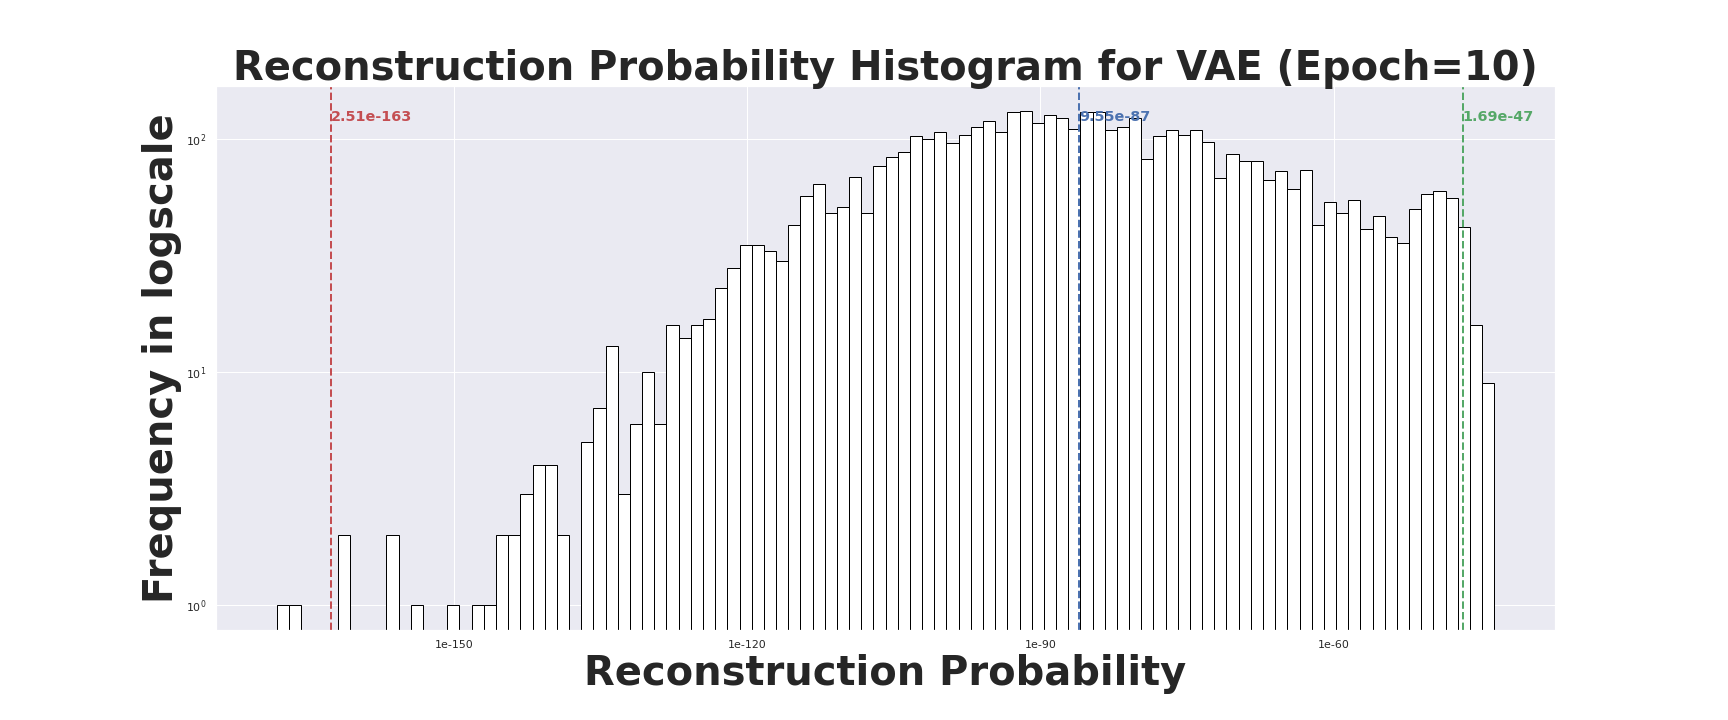 Reconstruction Probability Histogram for VAE (Epoch=10)
2.51e-163
9.55e-87
1.69e-47
Frequency in logscale
10²
10¹
10⁰
1e-150
1e-120
1e-90
1e-60
Reconstruction Probability